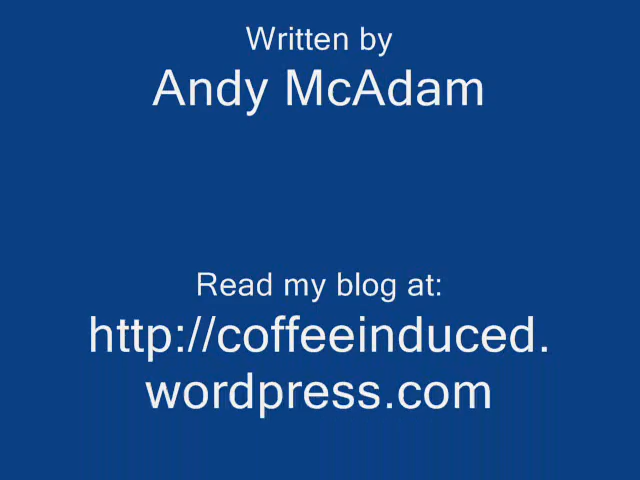 Written by
Andy McAdam
Read my blog at:
http://coffeeinduced.
wordpress.com